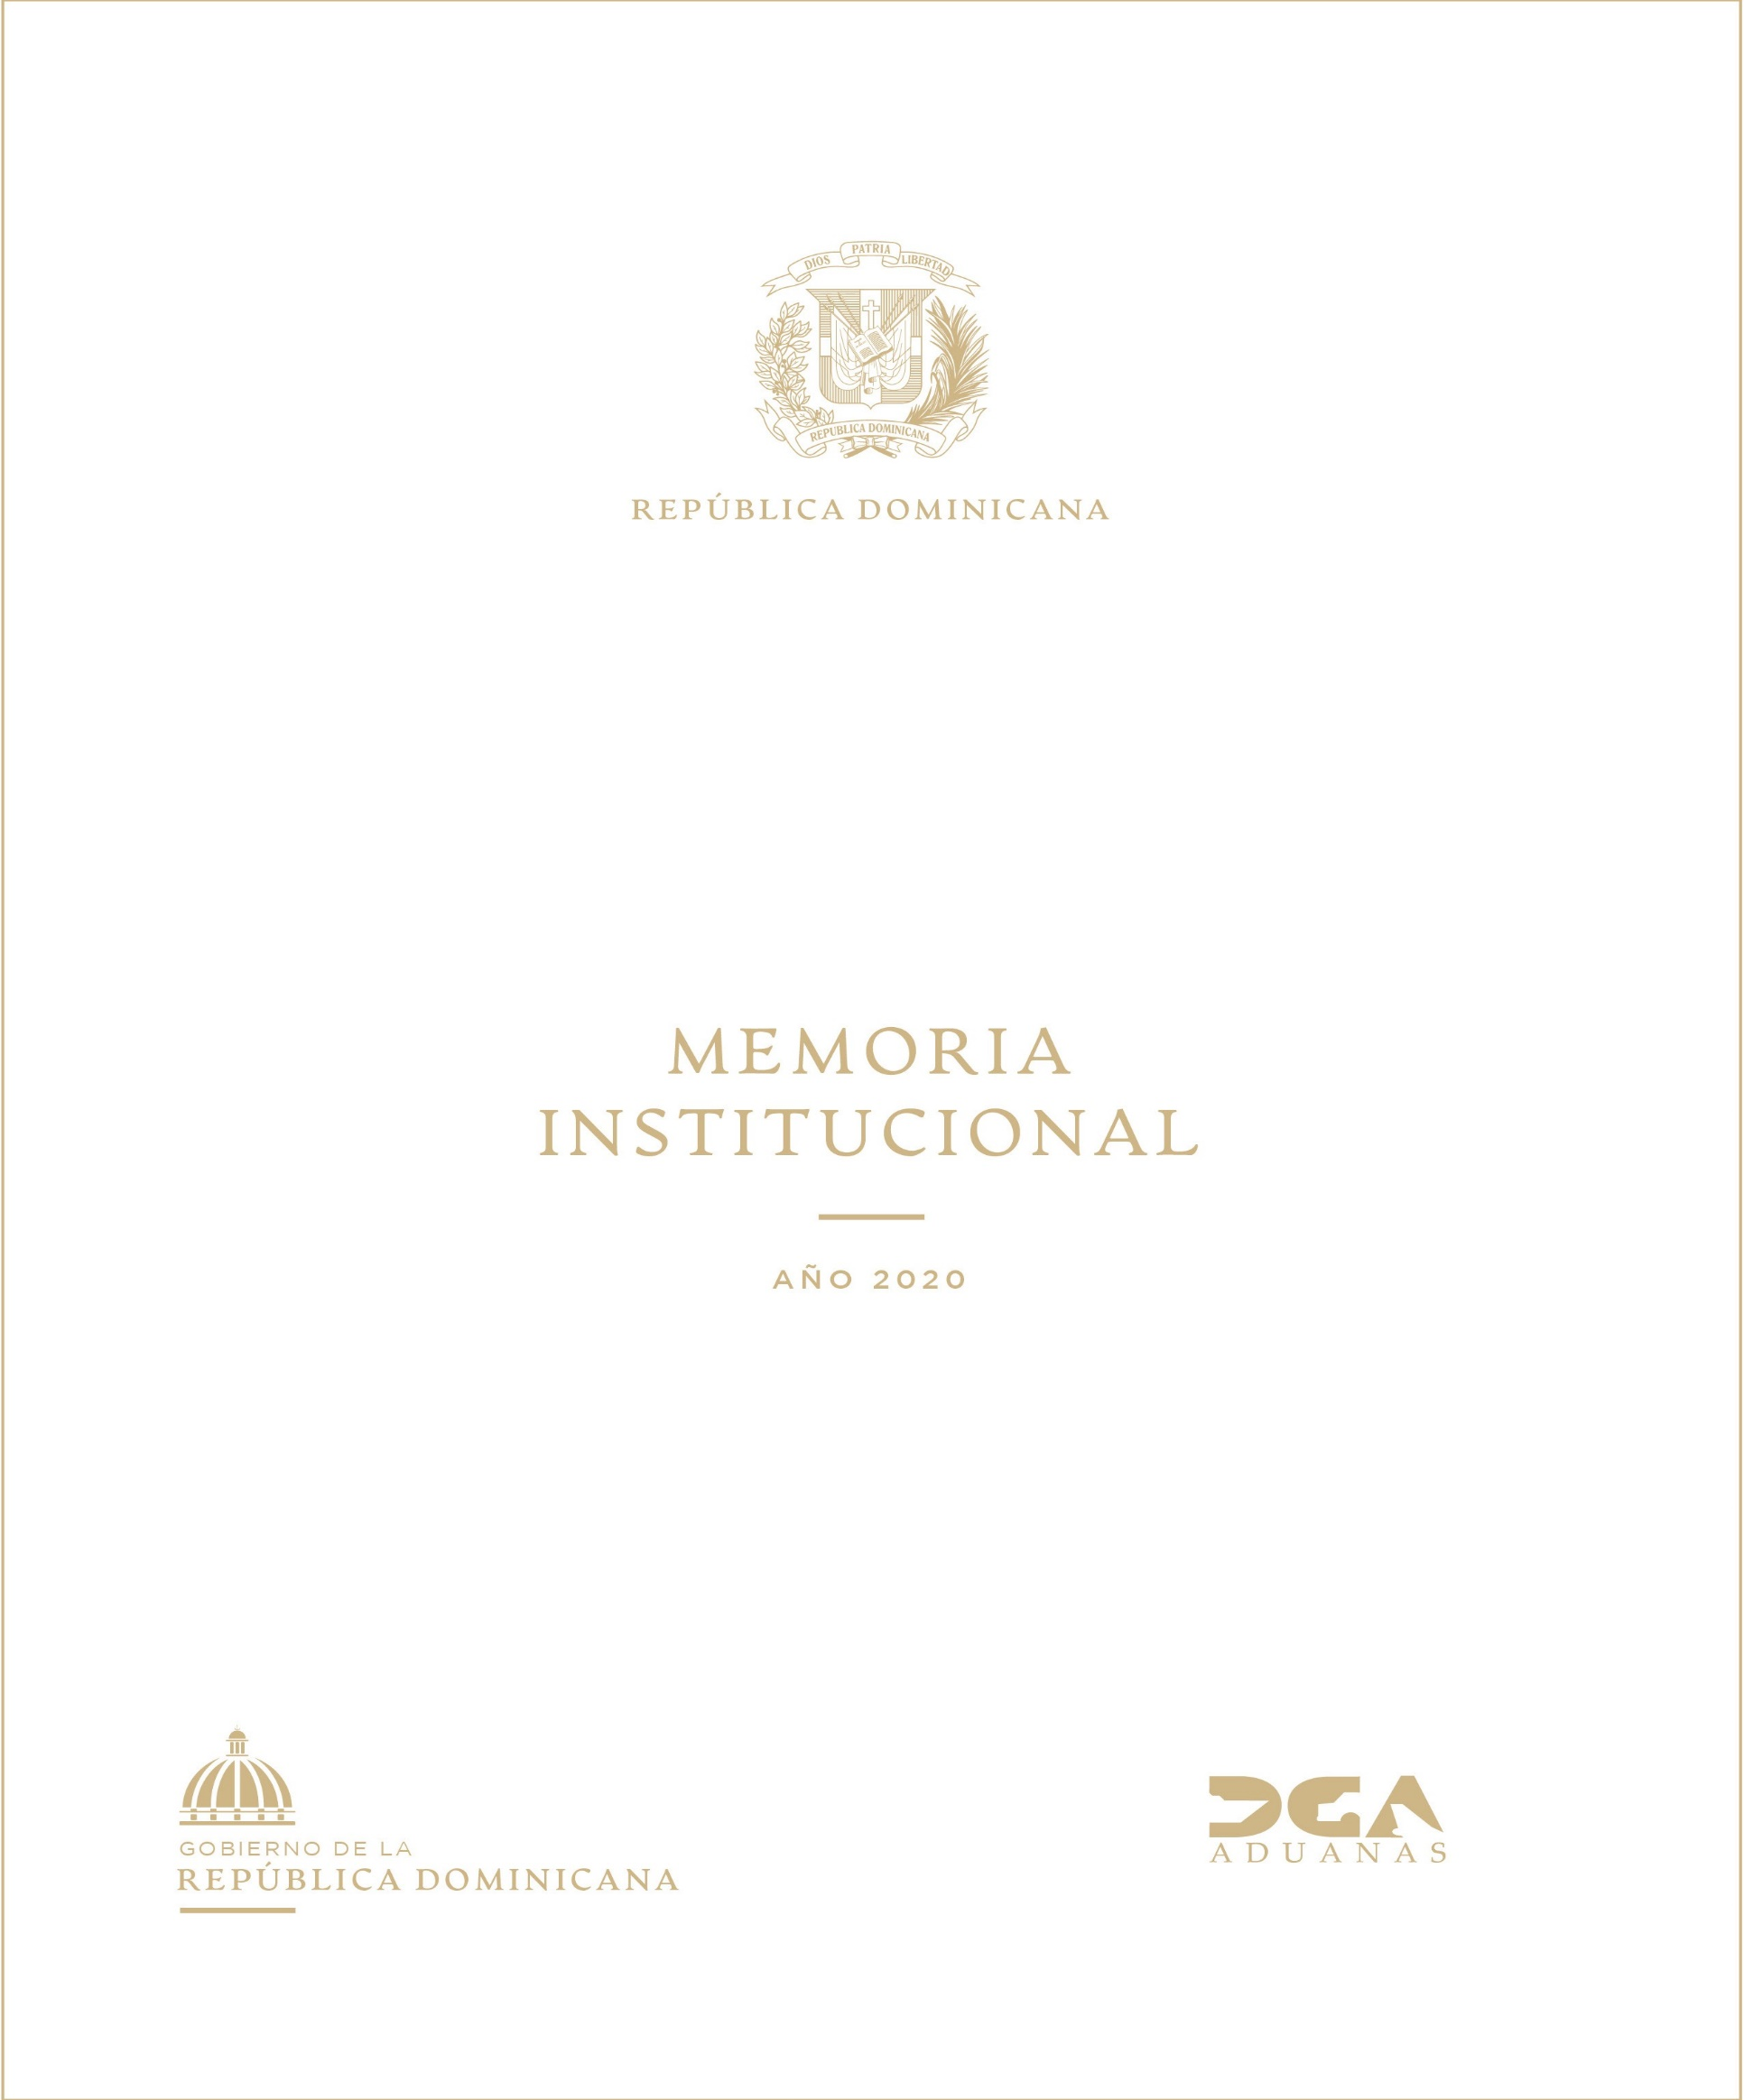 DIOS PATRIA LIBERTAD
REPUBLICA DOMINICANA
REPÚBLICA DOMINICANA
MEMORIA
INSTITUCIONAL
AÑO 2020
GOBIERNO DE LA
REPÚBLICA DOMINICANA
DGA
ADUANAS